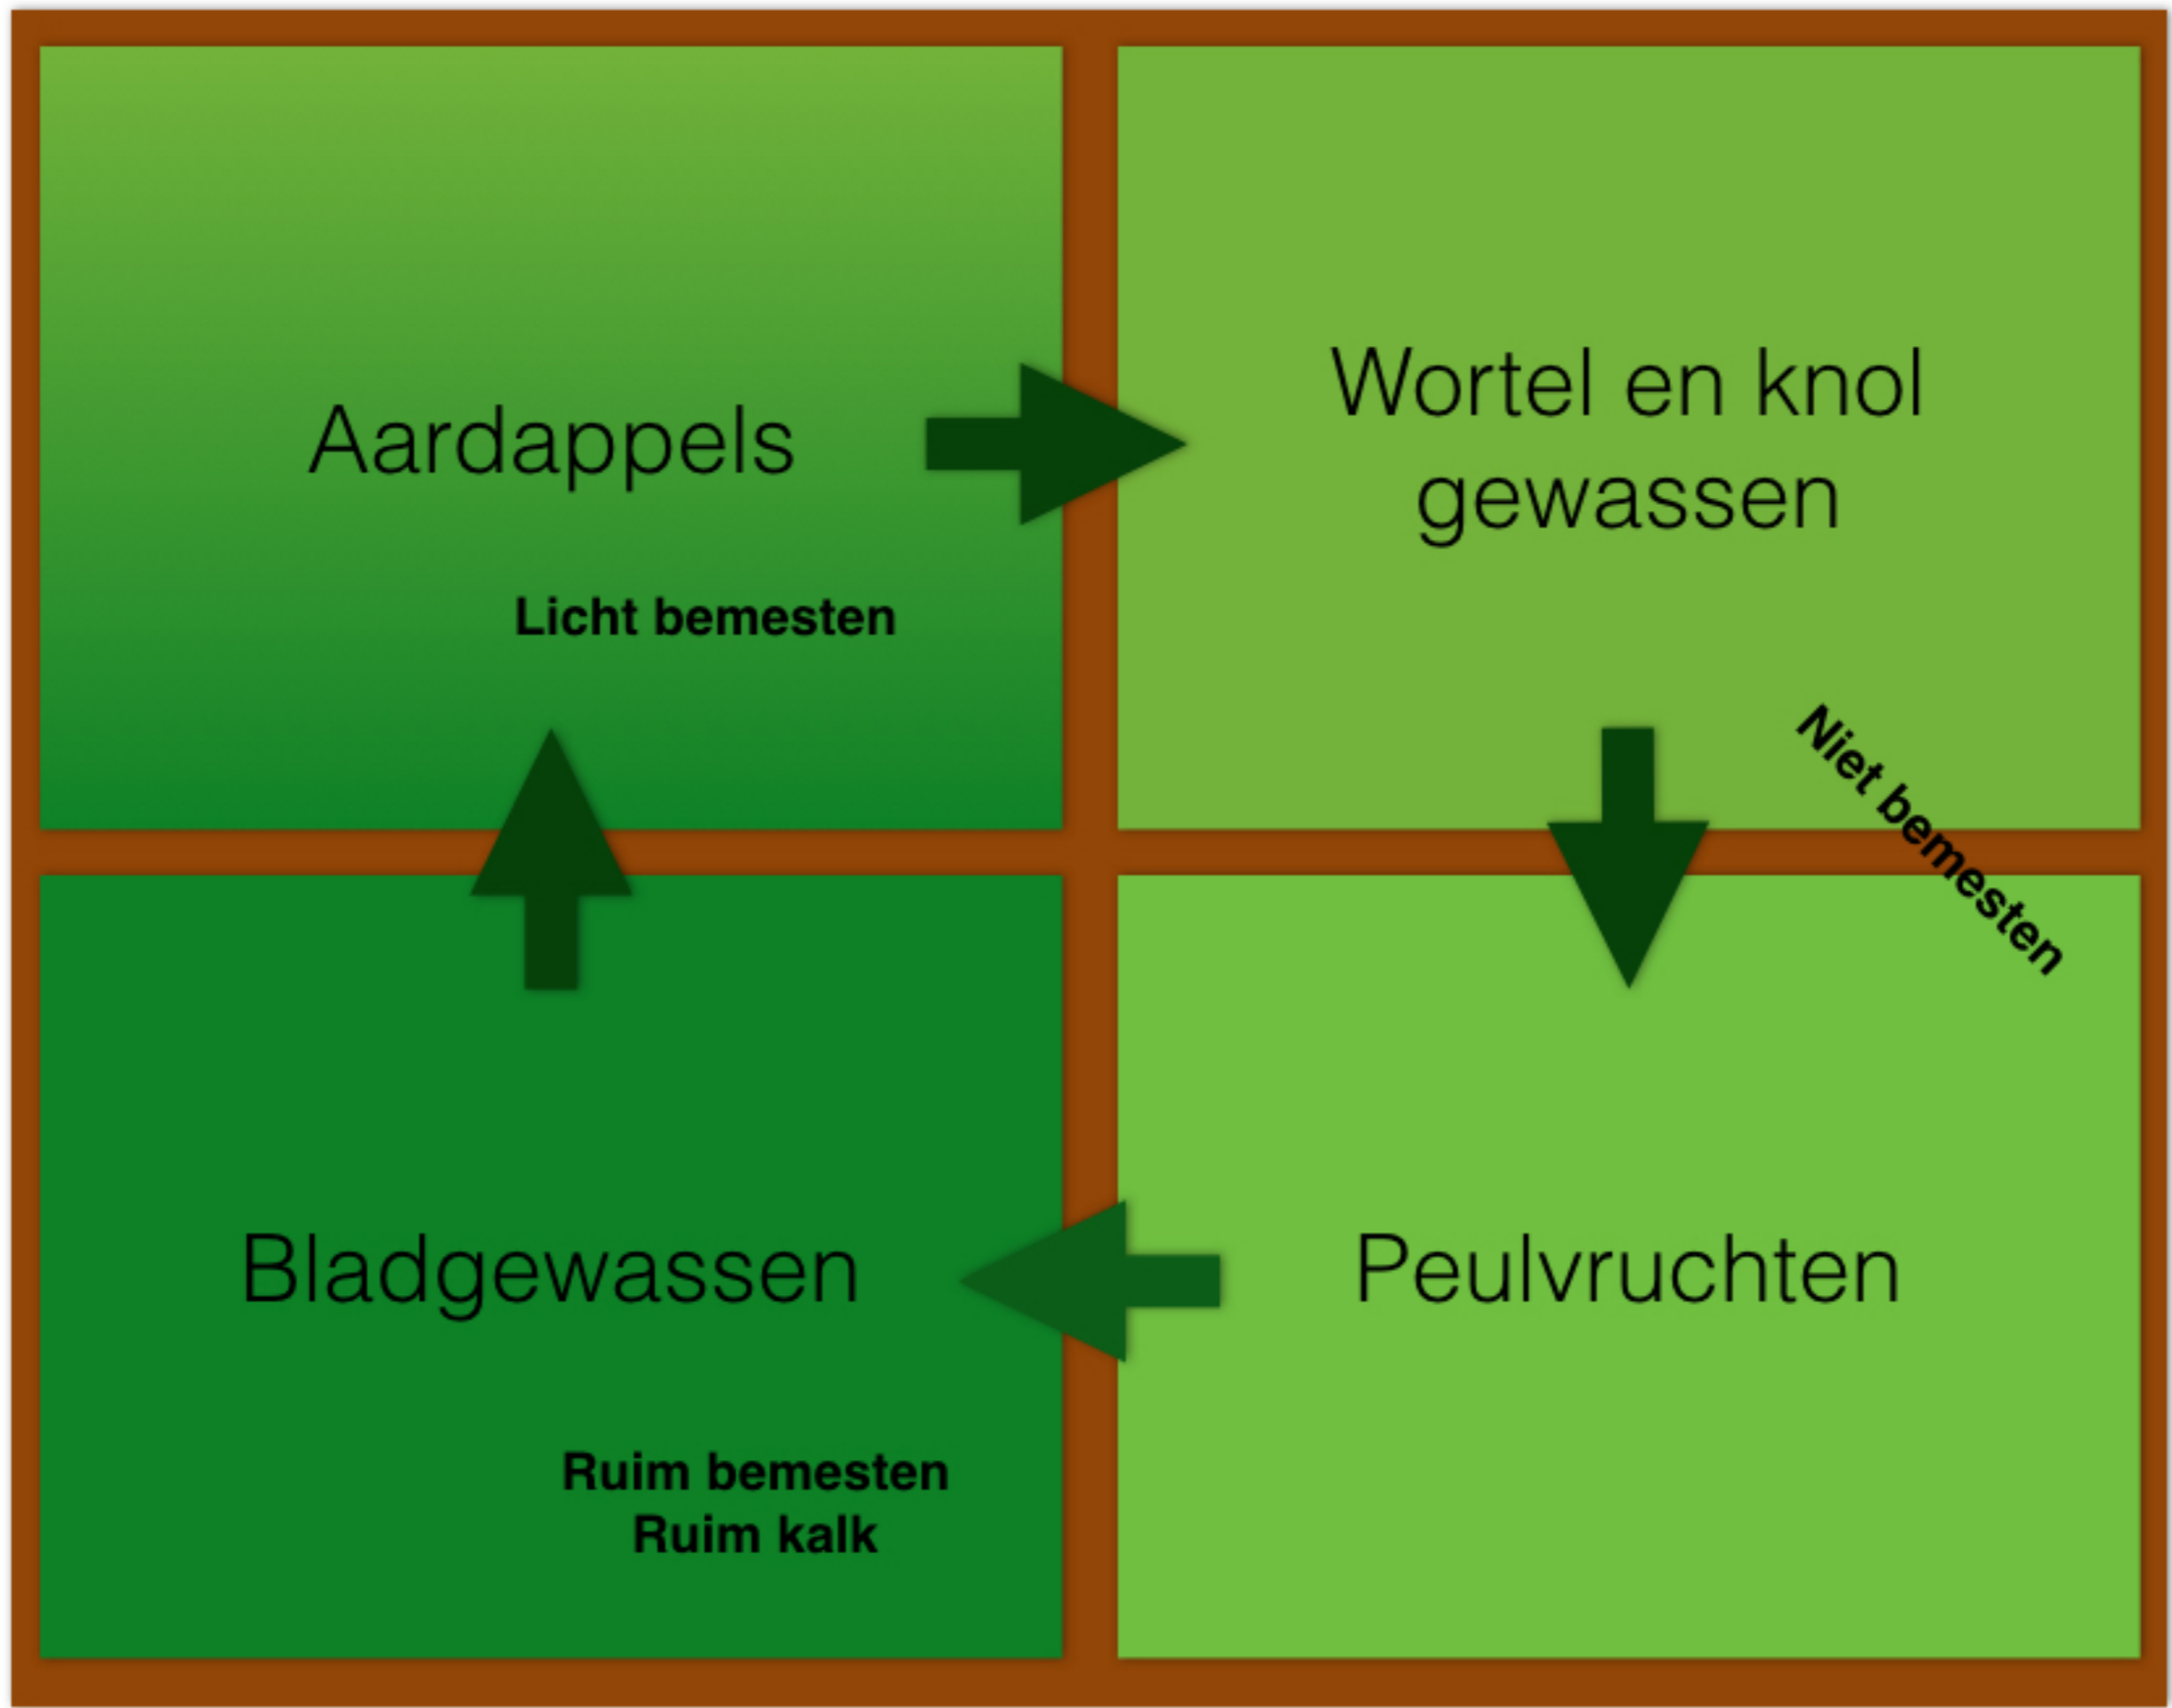 Aardappels
Licht bemesten
Wortel en knol
gewassen
Niet bemesten
Bladgewassen
Ruim bemesten
Ruim kalk
Peulvruchten